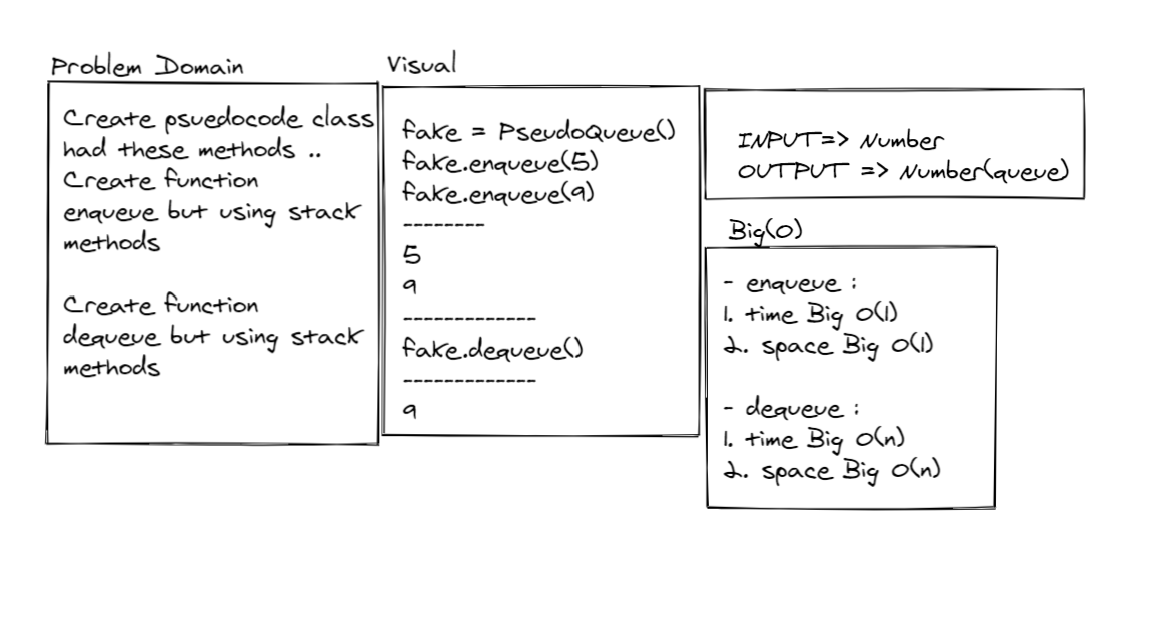 Problem Domain
Create psuedocode class
had these methods ..
Create function
enqueue but using stack
methods
Create function
dequeue but using stack
methods
Visual
fake = PseudoQueue()
fake.enqueue(5)
fake.enqueue(9)
--------
5
9
-------------
fake.dequeue()
-------------
9
INPUT=> Number
OUTPUT => Number(queue)
Big(O)
- enqueue :
1. time Big O(1)
2. space Big O(1)
- dequeue :
1. time Big O(n)
2. space Big O(n)